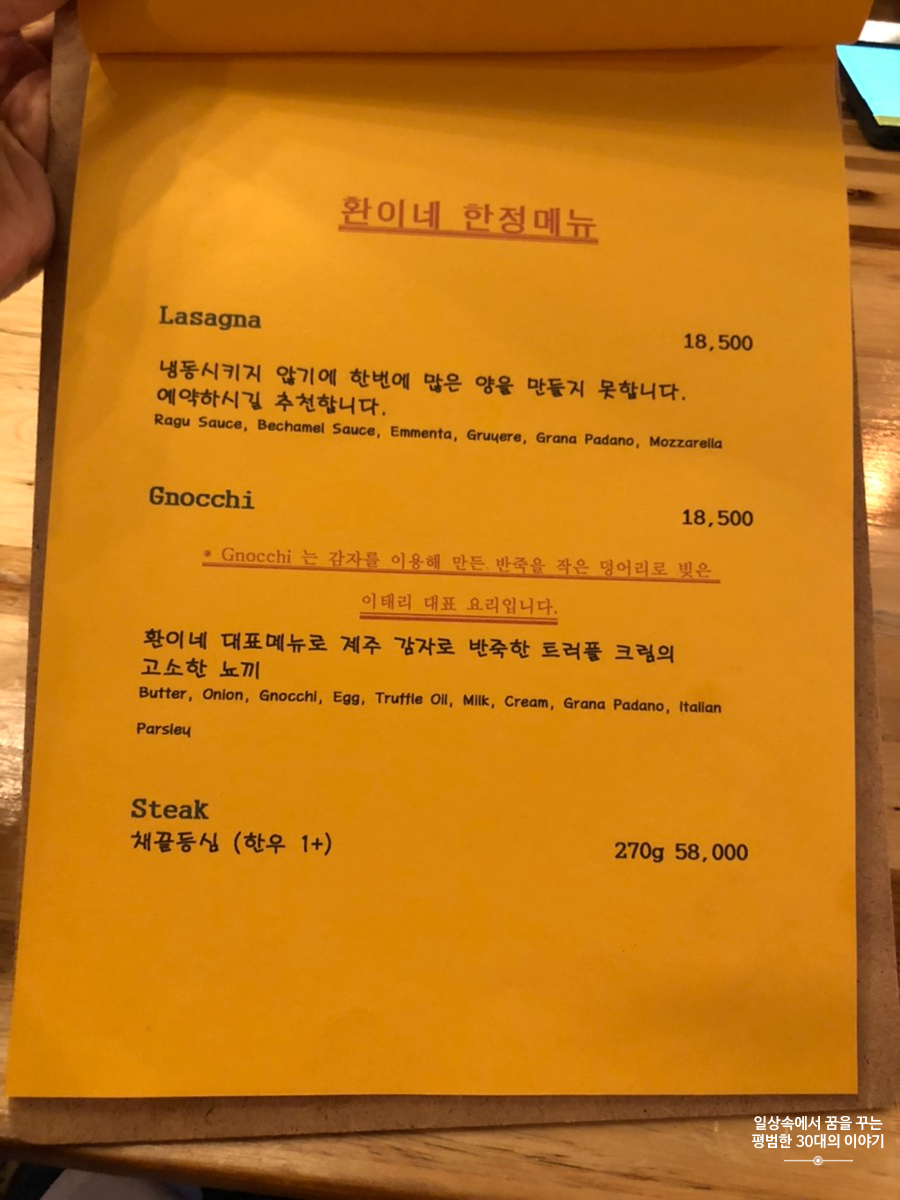 환이네 한정메뉴
Lasagna
18,500
냉동시키지 않기에 한번에 많은 양을 만들지 못합니다.
예약하시길 추천합니다.
Ragu Sauce, Bechamel Sauce, Emmenta, Gruyere, Grana Padano, Mozzarella
Gnocchi
18,500
* Gnocchi 는 감자를 이용해 만든 반죽을 작은 덩어리로 빚은
이태리 대표 요리입니다.
환이네 대표메뉴로 제주 감자로 반죽한 트러플 크림의
고소한 뇨끼
Butter, Onion, Gnocchi, Egg, Truffle Oil, Milk, Cream, Grana Padano, Italian
Parsley
Steak
채끝등심 (한우 1+)
270g 58,000
일상속에서 꿈을 꾸는
평범한 30대의 이야기